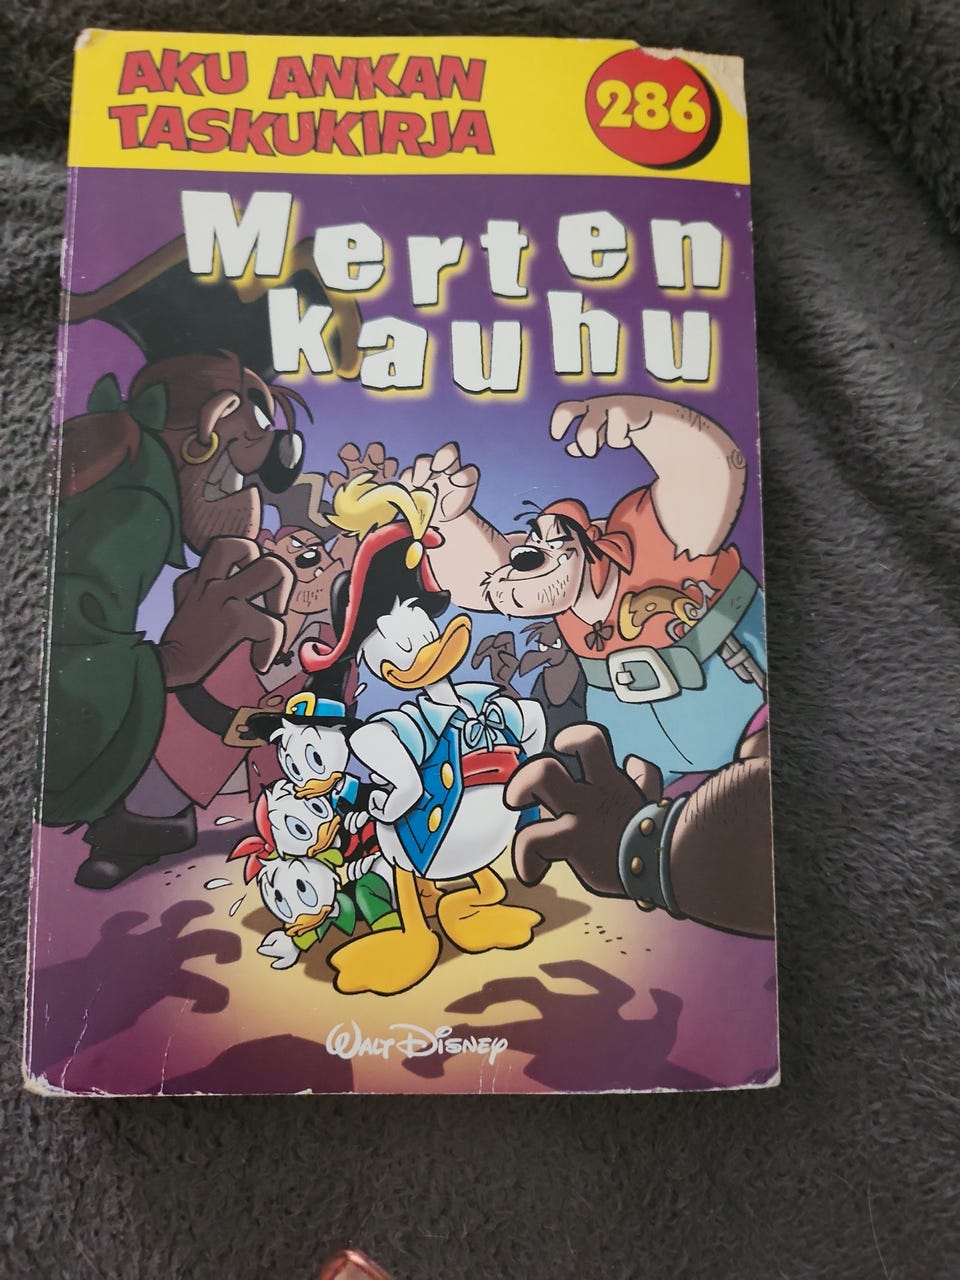 AKU ANKAN
TASKUKIRJA
286
Merten
kauhu
WALT DISNEY